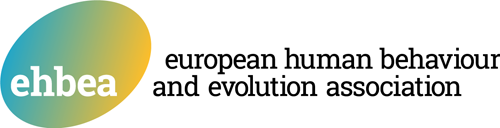 ehbea
european human behaviour
and evolution association